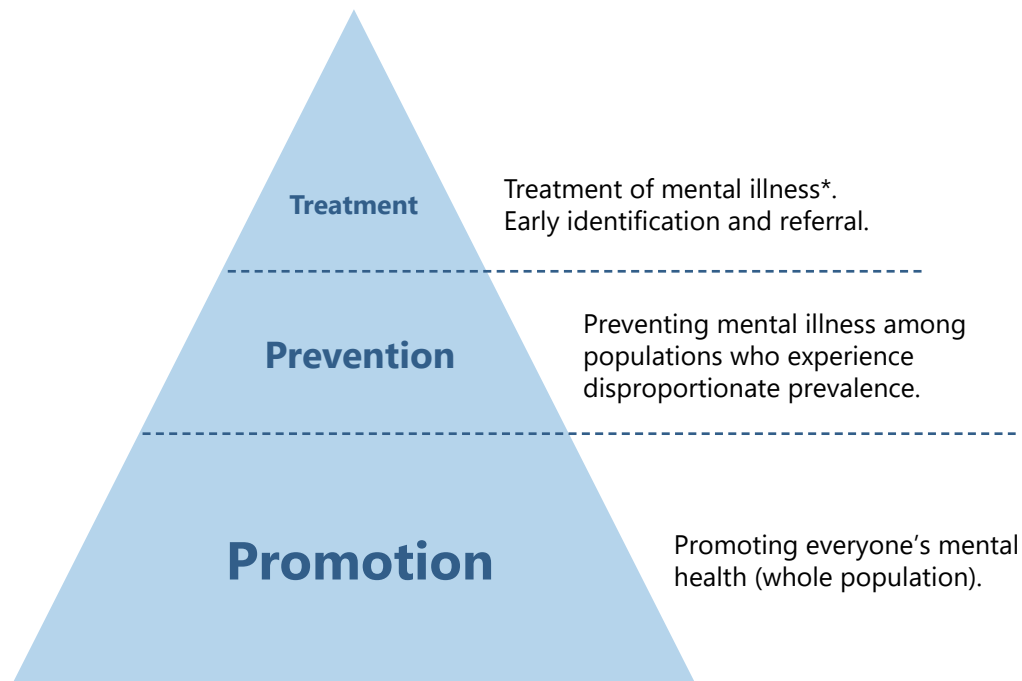 Treatment
Treatment of mental illness*.
Early identification and referral.
Prevention
Preventing mental illness among
populations who experience
disproportionate prevalence.
Promotion
Promoting everyone’s mental
health (whole population).